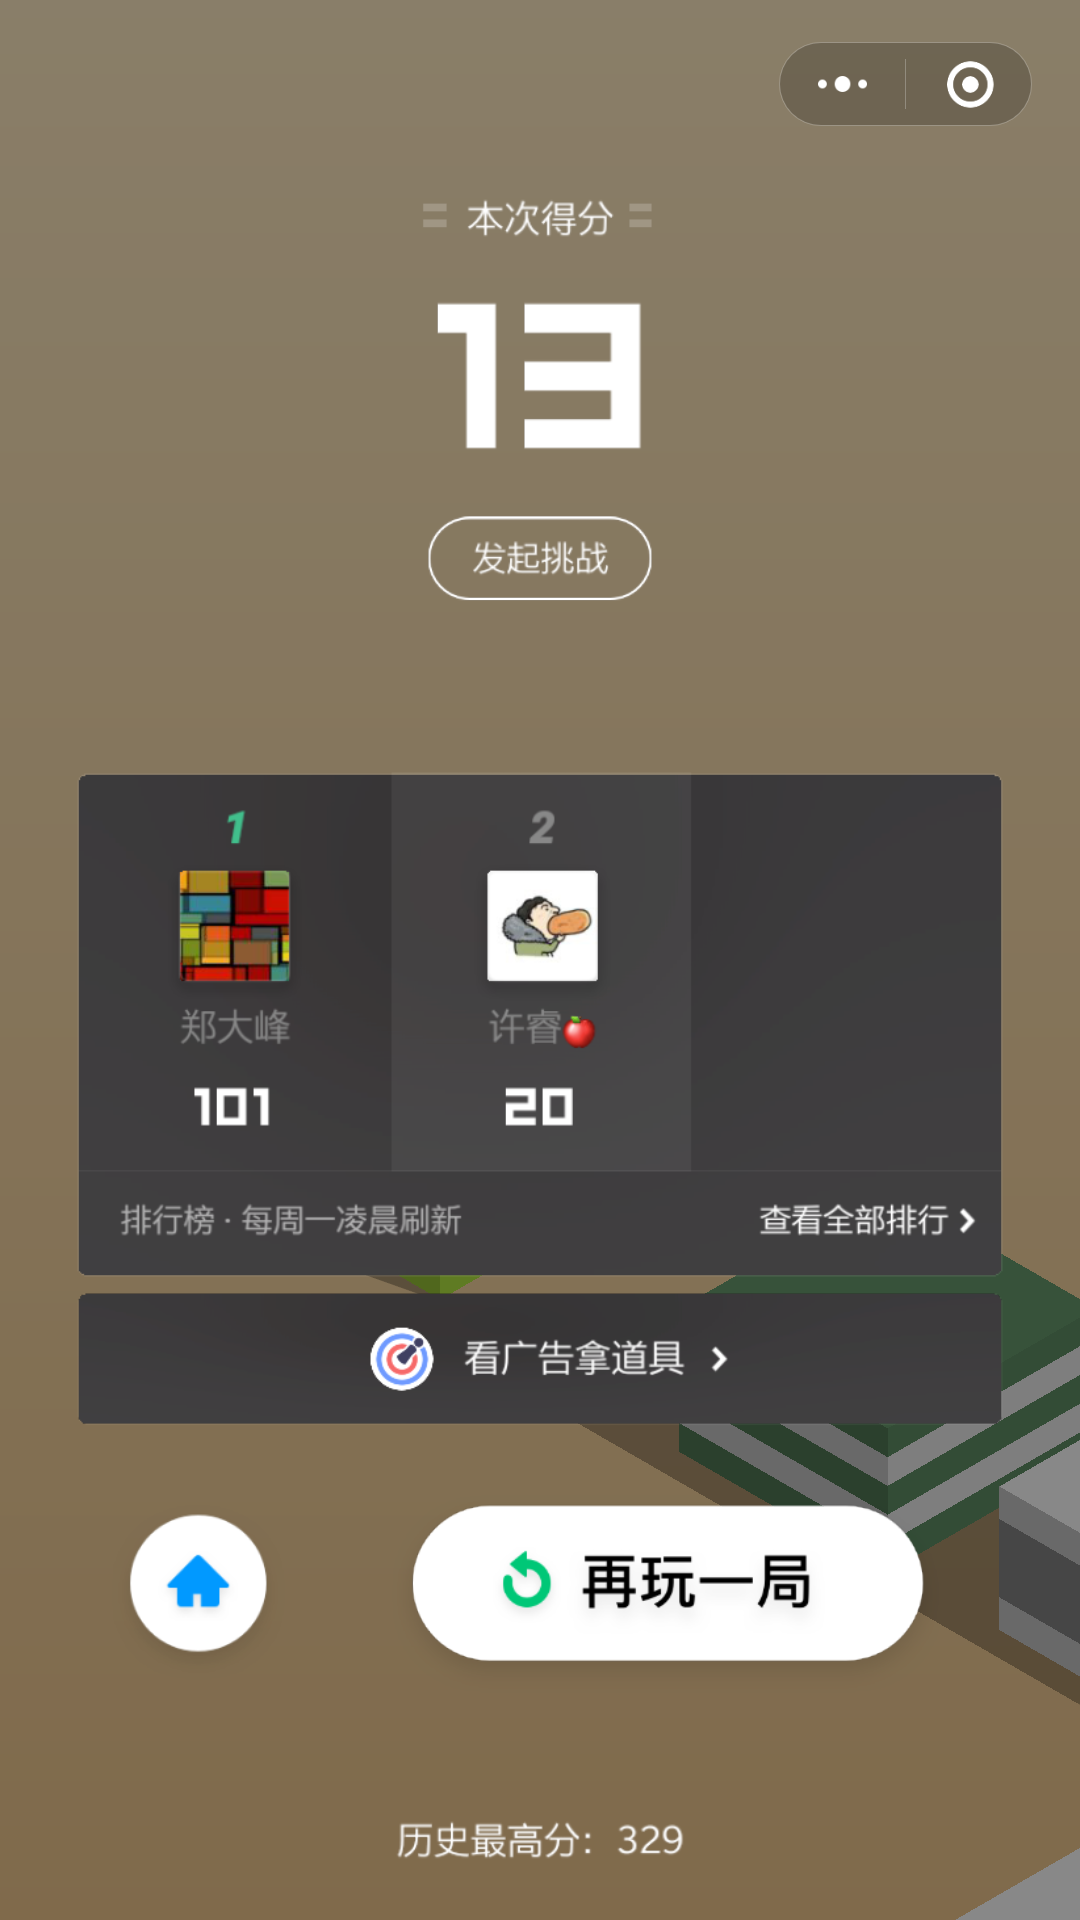 本次得分
13
发起挑战
1
2
郑大峰
许睿🍎
101
20
排行榜 · 每周一凌晨刷新
查看全部排行
看广告拿道具
再玩一局
历史最高分：329